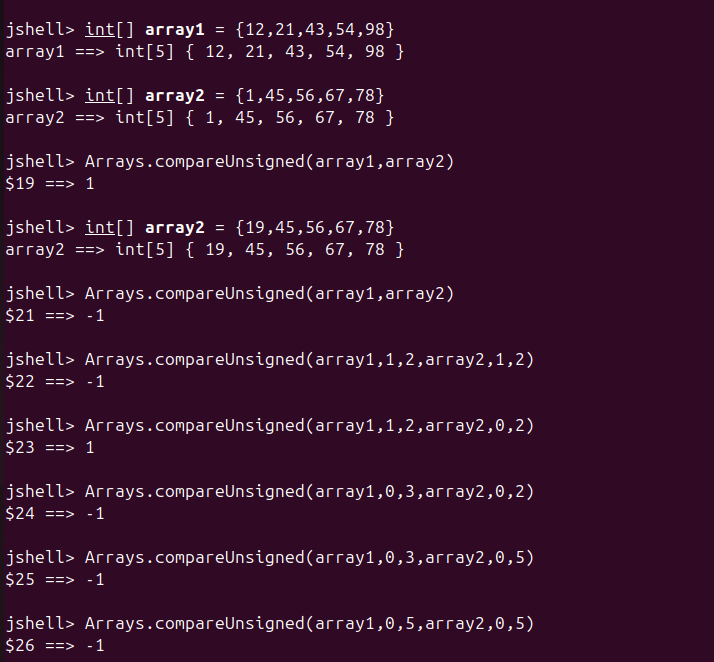 jshell> int[] array1 = {12,21,43,54,98}
array1 ==> int[5] { 12, 21, 43, 54, 98 }
jshell> int[] array2 = {1,45,56,67,78}
array2 ==> int[5] { 1, 45, 56, 67, 78 }
jshell> Arrays.compareUnsigned(array1,array2)
$19 ==> 1
jshell> int[] array2 = {19,45,56,67,78}
array2 ==> int[5] { 19, 45, 56, 67, 78 }
jshell> Arrays.compareUnsigned(array1,array2)
$21 ==> -1
jshell> Arrays.compareUnsigned(array1,1,2,array2,1,2)
$22 ==> -1
jshell> Arrays.compareUnsigned(array1,1,2,array2,0,2)
$23 ==> 1
jshell> Arrays.compareUnsigned(array1,0,3,array2,0,2)
$24 ==> -1
jshell> Arrays.compareUnsigned(array1,0,3,array2,0,5)
$25 ==> -1
jshell> Arrays.compareUnsigned(array1,0,5,array2,0,5)
$26 ==> -1